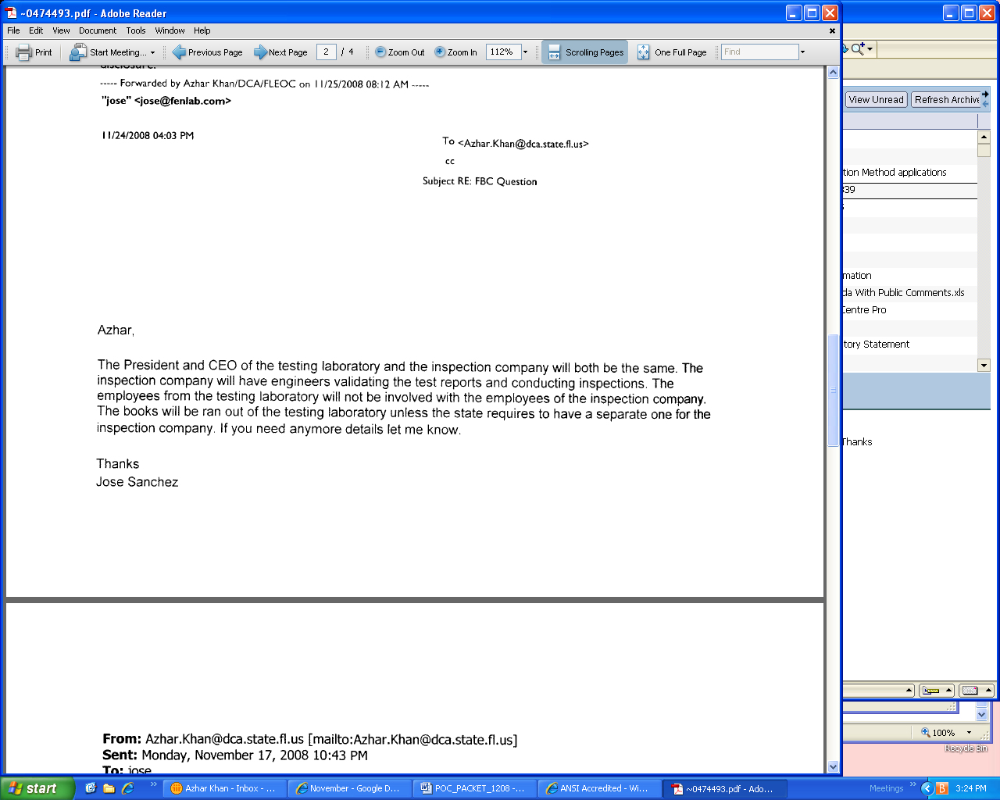 ~0474493.pdf - Adobe Reader
File Edit View Document Tools Window Help
Print Start Meeting... Previous Page Next Page 2 / 4 Zoom Out Zoom In 112% Scrolling Pages One Full Page Find
disclosure.
----- Forwarded by Azhar Khan/DCA/FLEOC on 11/25/2008 08:12 AM -----
"jose" <jose@fenlab.com>
11/24/2008 04:03 PM
To <Azhar.Khan@dca.state.fl.us>
cc
Subject RE: FBC Question
Azhar,
The President and CEO of the testing laboratory and the inspection company will both be the same. The
inspection company will have engineers validating the test reports and conducting inspections. The
employees from the testing laboratory will not be involved with the employees of the inspection company.
The books will be ran out of the testing laboratory unless the state requires to have a separate one for the
inspection company. If you need anymore details let me know.
Thanks
Jose Sanchez
From: Azhar.Khan@dca.state.fl.us [mailto:Azhar.Khan@dca.state.fl.us]
Sent: Monday, November 17, 2008 10:43 PM
To: jose
View Unread Refresh Archive
tion Method applications
39
mation
da With Public Comments.xls
Centre Pro
tory Statement
Thanks
100%
Recycle Bin
start Azhar Khan - Inbox - ... November - Google D... POC_PACKET_1208 -... ANSI Accredited - Wi... ~0474493.pdf - Ado... Meetings 3:24 PM